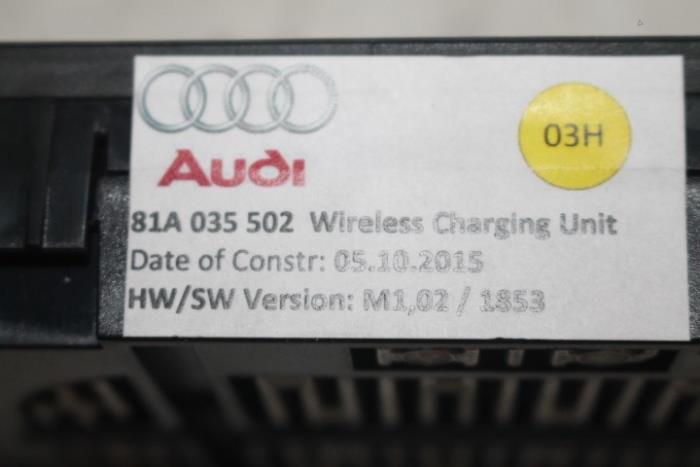 Audi
03H
81A 035 502 Wireless Charging Unit
Date of Constr: 05.10.2015
HW/SW Version: M1,02 / 1853